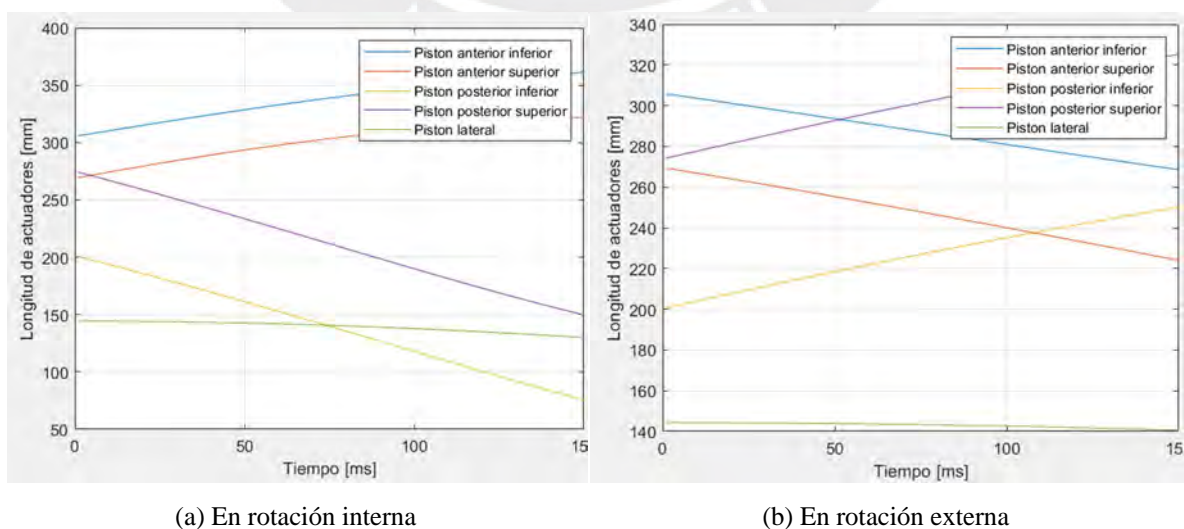 400
350
300
250
200
150
100
50
0
50
100
15
Longitud de actuadores [mm]
Tiempo [ms]
Piston anterior inferior
Piston anterior superior
Piston posterior inferior
Piston posterior superior
Piston lateral
(a) En rotación interna
340
320
300
280
260
240
220
200
180
160
140
0
50
100
15
Longitud de actuadores [mm]
Tiempo [ms]
Piston anterior inferior
Piston anterior superior
Piston posterior inferior
Piston posterior superior
Piston lateral
(b) En rotación externa